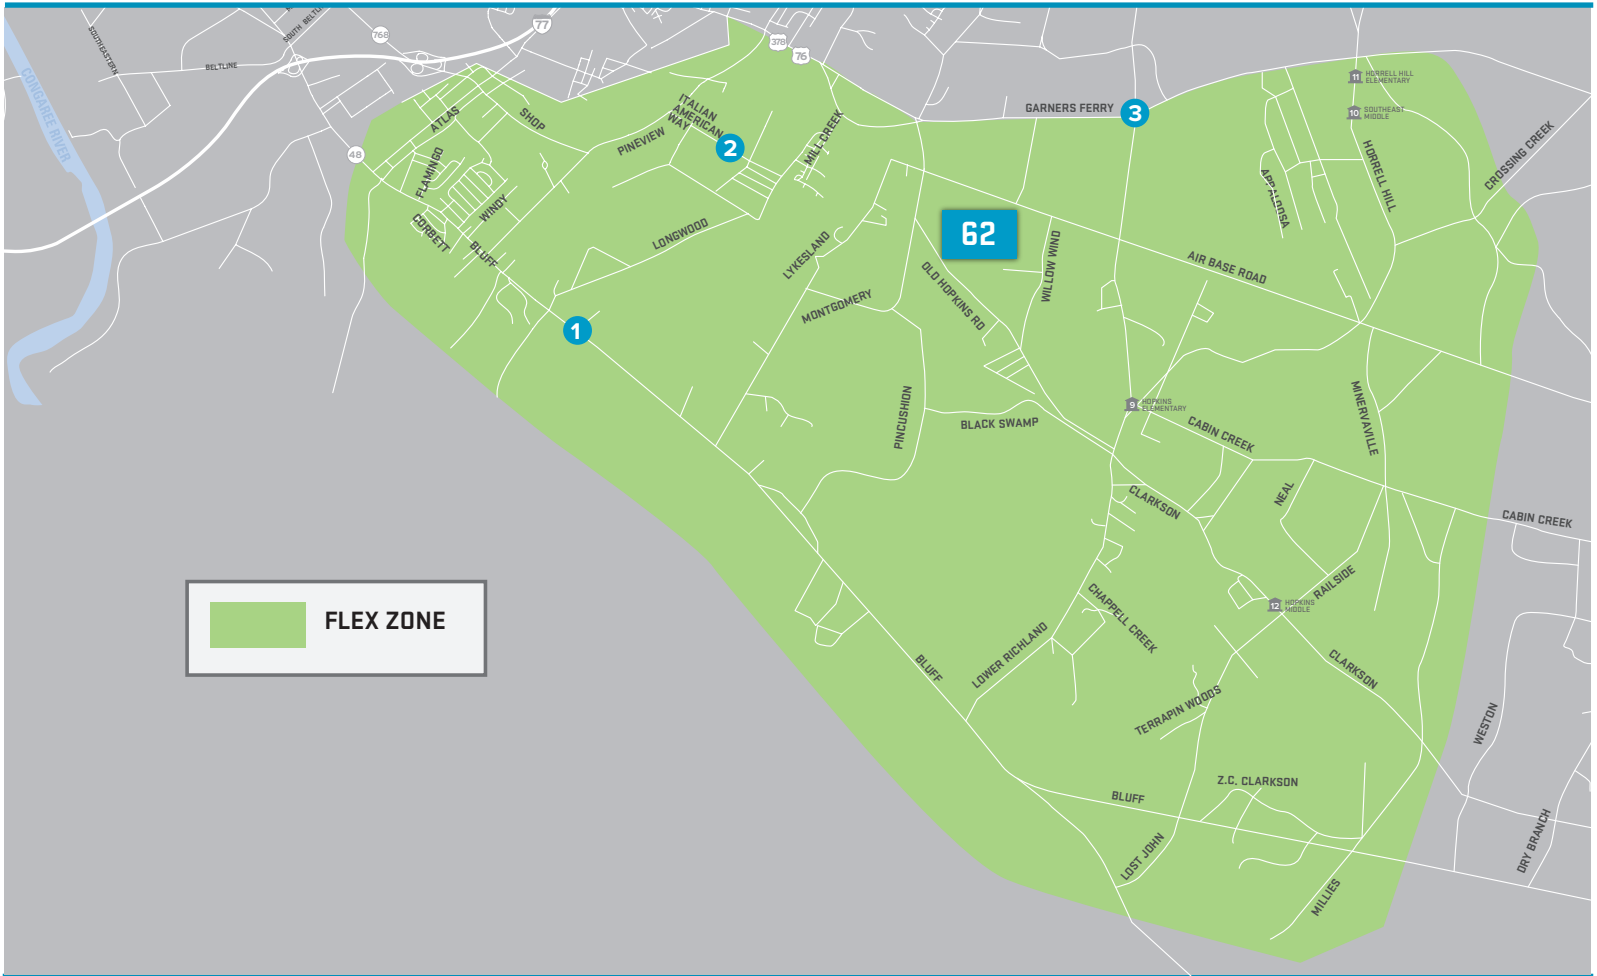 77
768
378
76
SOUTHEASTERN
BELTLINE
CONGAREE RIVER
48
ATLAS
SHOP
ITALIAN
AMERICAN
WAY
PINEVIEW
2
MILL CREEK
GARNERS FERRY
3
11
HORRELL HILL
ELEMENTARY
10
SOUTHEAST
MIDDLE
HORRELL HILL
APPALOOSA
CROSSING CREEK
FLAMINGO
WINDY
CORBETT
BLUFF
LONGWOOD
LYKESLAND
62
WILLOW WIND
AIR BASE ROAD
OLD HOPKINS RD
MONTGOMERY
1
PINCUSHION
BLACK SWAMP
9
HOPKINS
ELEMENTARY
CABIN CREEK
MINERVAVILLE
CLARKSON
NEAL
CABIN CREEK
RAILSIDE
12
HOPKINS
MIDDLE
CHAPPELL CREEK
LOWER RICHLAND
FLEX ZONE
BLUFF
CLARKSON
TERRAPIN WOODS
WESTON
Z.C. CLARKSON
BLUFF
LOST JOHN
DRY BRANCH
MILLIES